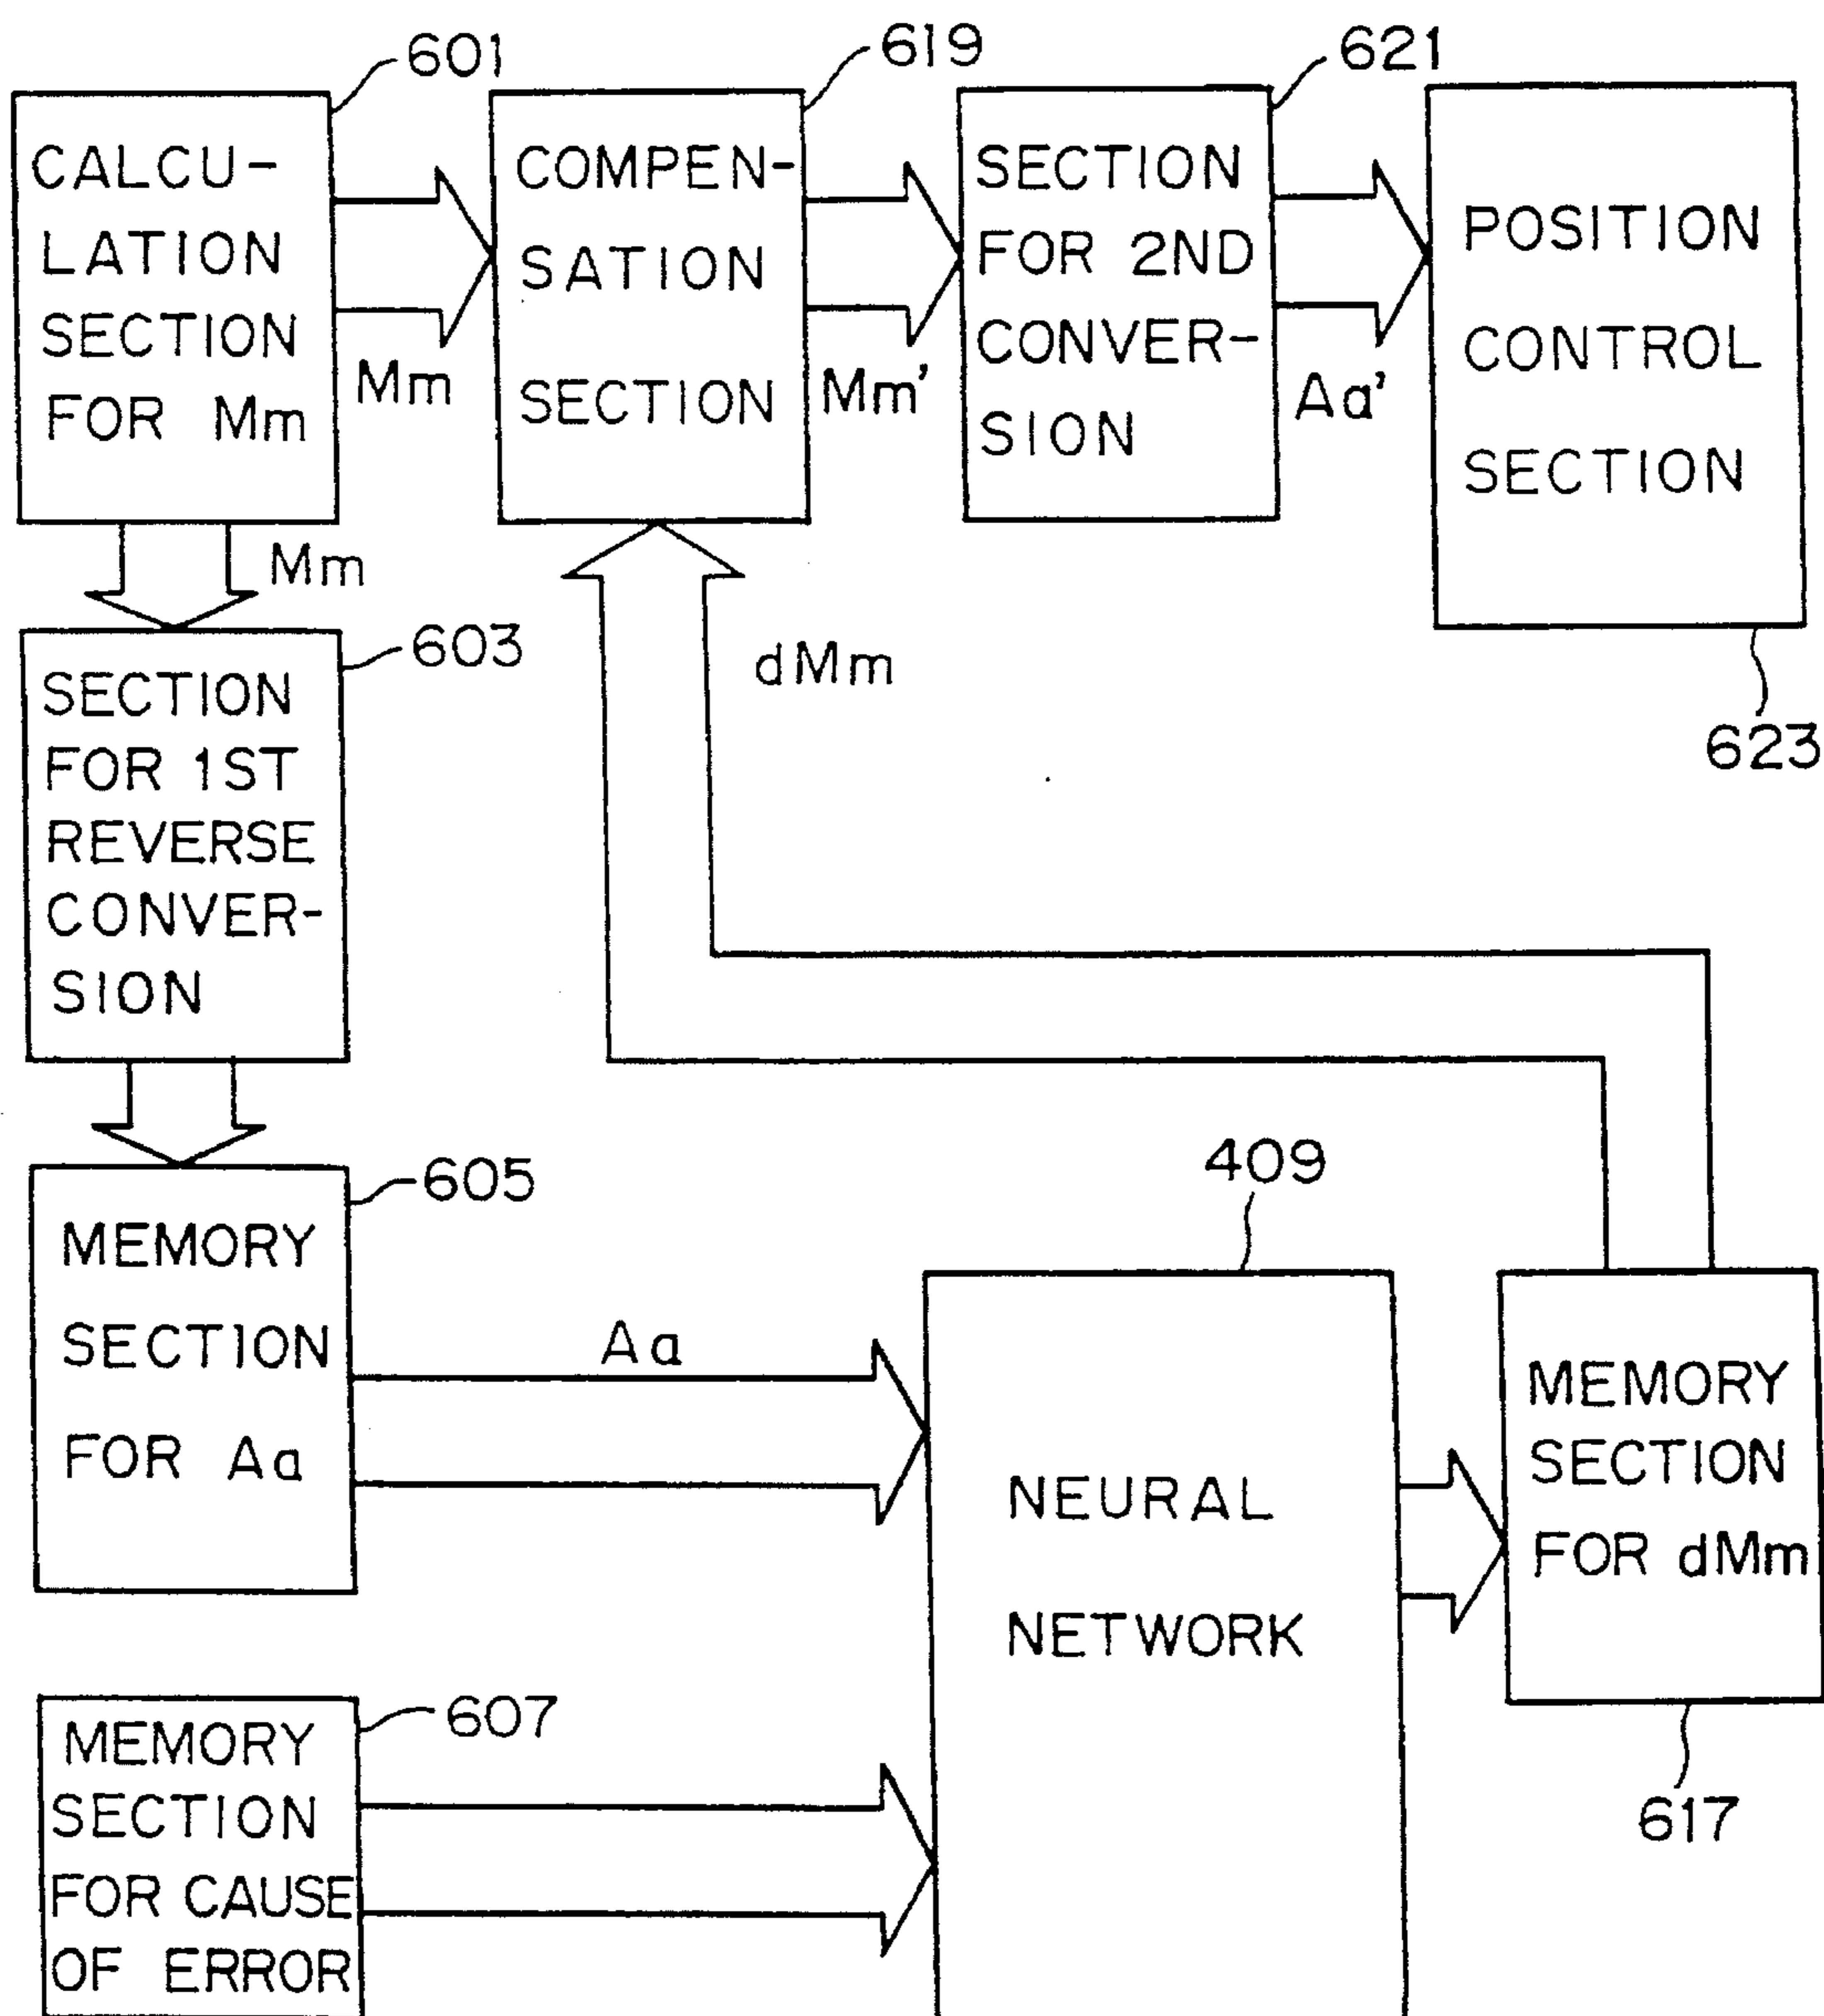 601
619
621
CALCU-
LATION
SECTION
FOR Mm
Mm
COMPEN-
SATION
SECTION
Mm'
SECTION
FOR 2ND
CONVER-
SION
Aa'
POSITION
CONTROL
SECTION
623
Mm
603
SECTION
FOR 1ST
REVERSE
CONVER-
SION
dMm
605
MEMORY
SECTION
FOR Aa
Aa
409
NEURAL
NETWORK
MEMORY
SECTION
FOR dMm
617
607
MEMORY
SECTION
FOR CAUSE
OF ERROR